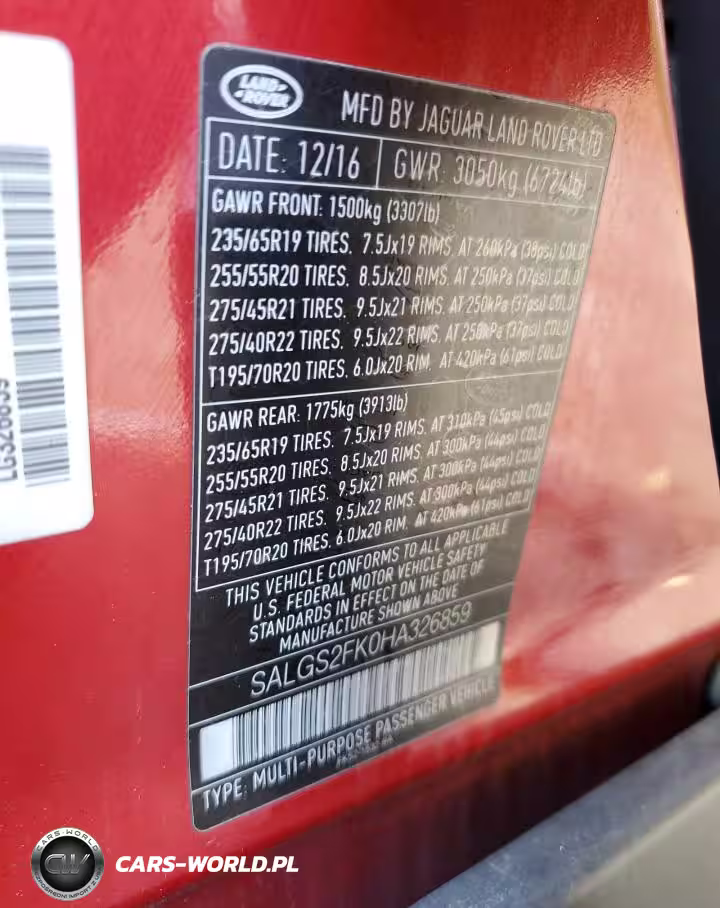 LAND
ROVER
MFD BY JAGUAR LAND ROVER LTD
DATE: 12/16 GWR: 3050kg (6724lb)
GAWR FRONT: 1500kg (3307lb)
235/65R19 TIRES. 7.5Jx19 RIMS. AT 260kPa (38psi) COLD
255/55R20 TIRES. 8.5Jx20 RIMS. AT 250kPa (37psi) COLD
275/45R21 TIRES. 9.5Jx21 RIMS. AT 250kPa (37psi) COLD
275/40R22 TIRES. 9.5Jx22 RIMS. AT 250kPa (37psi) COLD
T195/70R20 TIRES. 6.0Jx20 RIM. AT 420kPa (61psi) COLD
GAWR REAR: 1775kg (3913lb)
235/65R19 TIRES. 7.5Jx19 RIMS. AT 310kPa (45psi) COLD
255/55R20 TIRES. 8.5Jx20 RIMS. AT 300kPa (44psi) COLD
275/45R21 TIRES. 9.5Jx21 RIMS. AT 300kPa (44psi) COLD
275/40R22 TIRES. 9.5Jx22 RIMS. AT 300kPa (44psi) COLD
T195/70R20 TIRES. 6.0Jx20 RIM. AT 420kPa (61psi) COLD
THIS VEHICLE CONFORMS TO ALL APPLICABLE
U.S. FEDERAL MOTOR VEHICLE SAFETY
STANDARDS IN EFFECT ON THE DATE OF
MANUFACTURE SHOWN ABOVE
SALGS2FK0HA326859
TYPE: MULTI-PURPOSE PASSENGER VEHICLE
CARS-WORLD
CW
BEZPOŚREDNI IMPORT Z USA
CARS-WORLD.PL